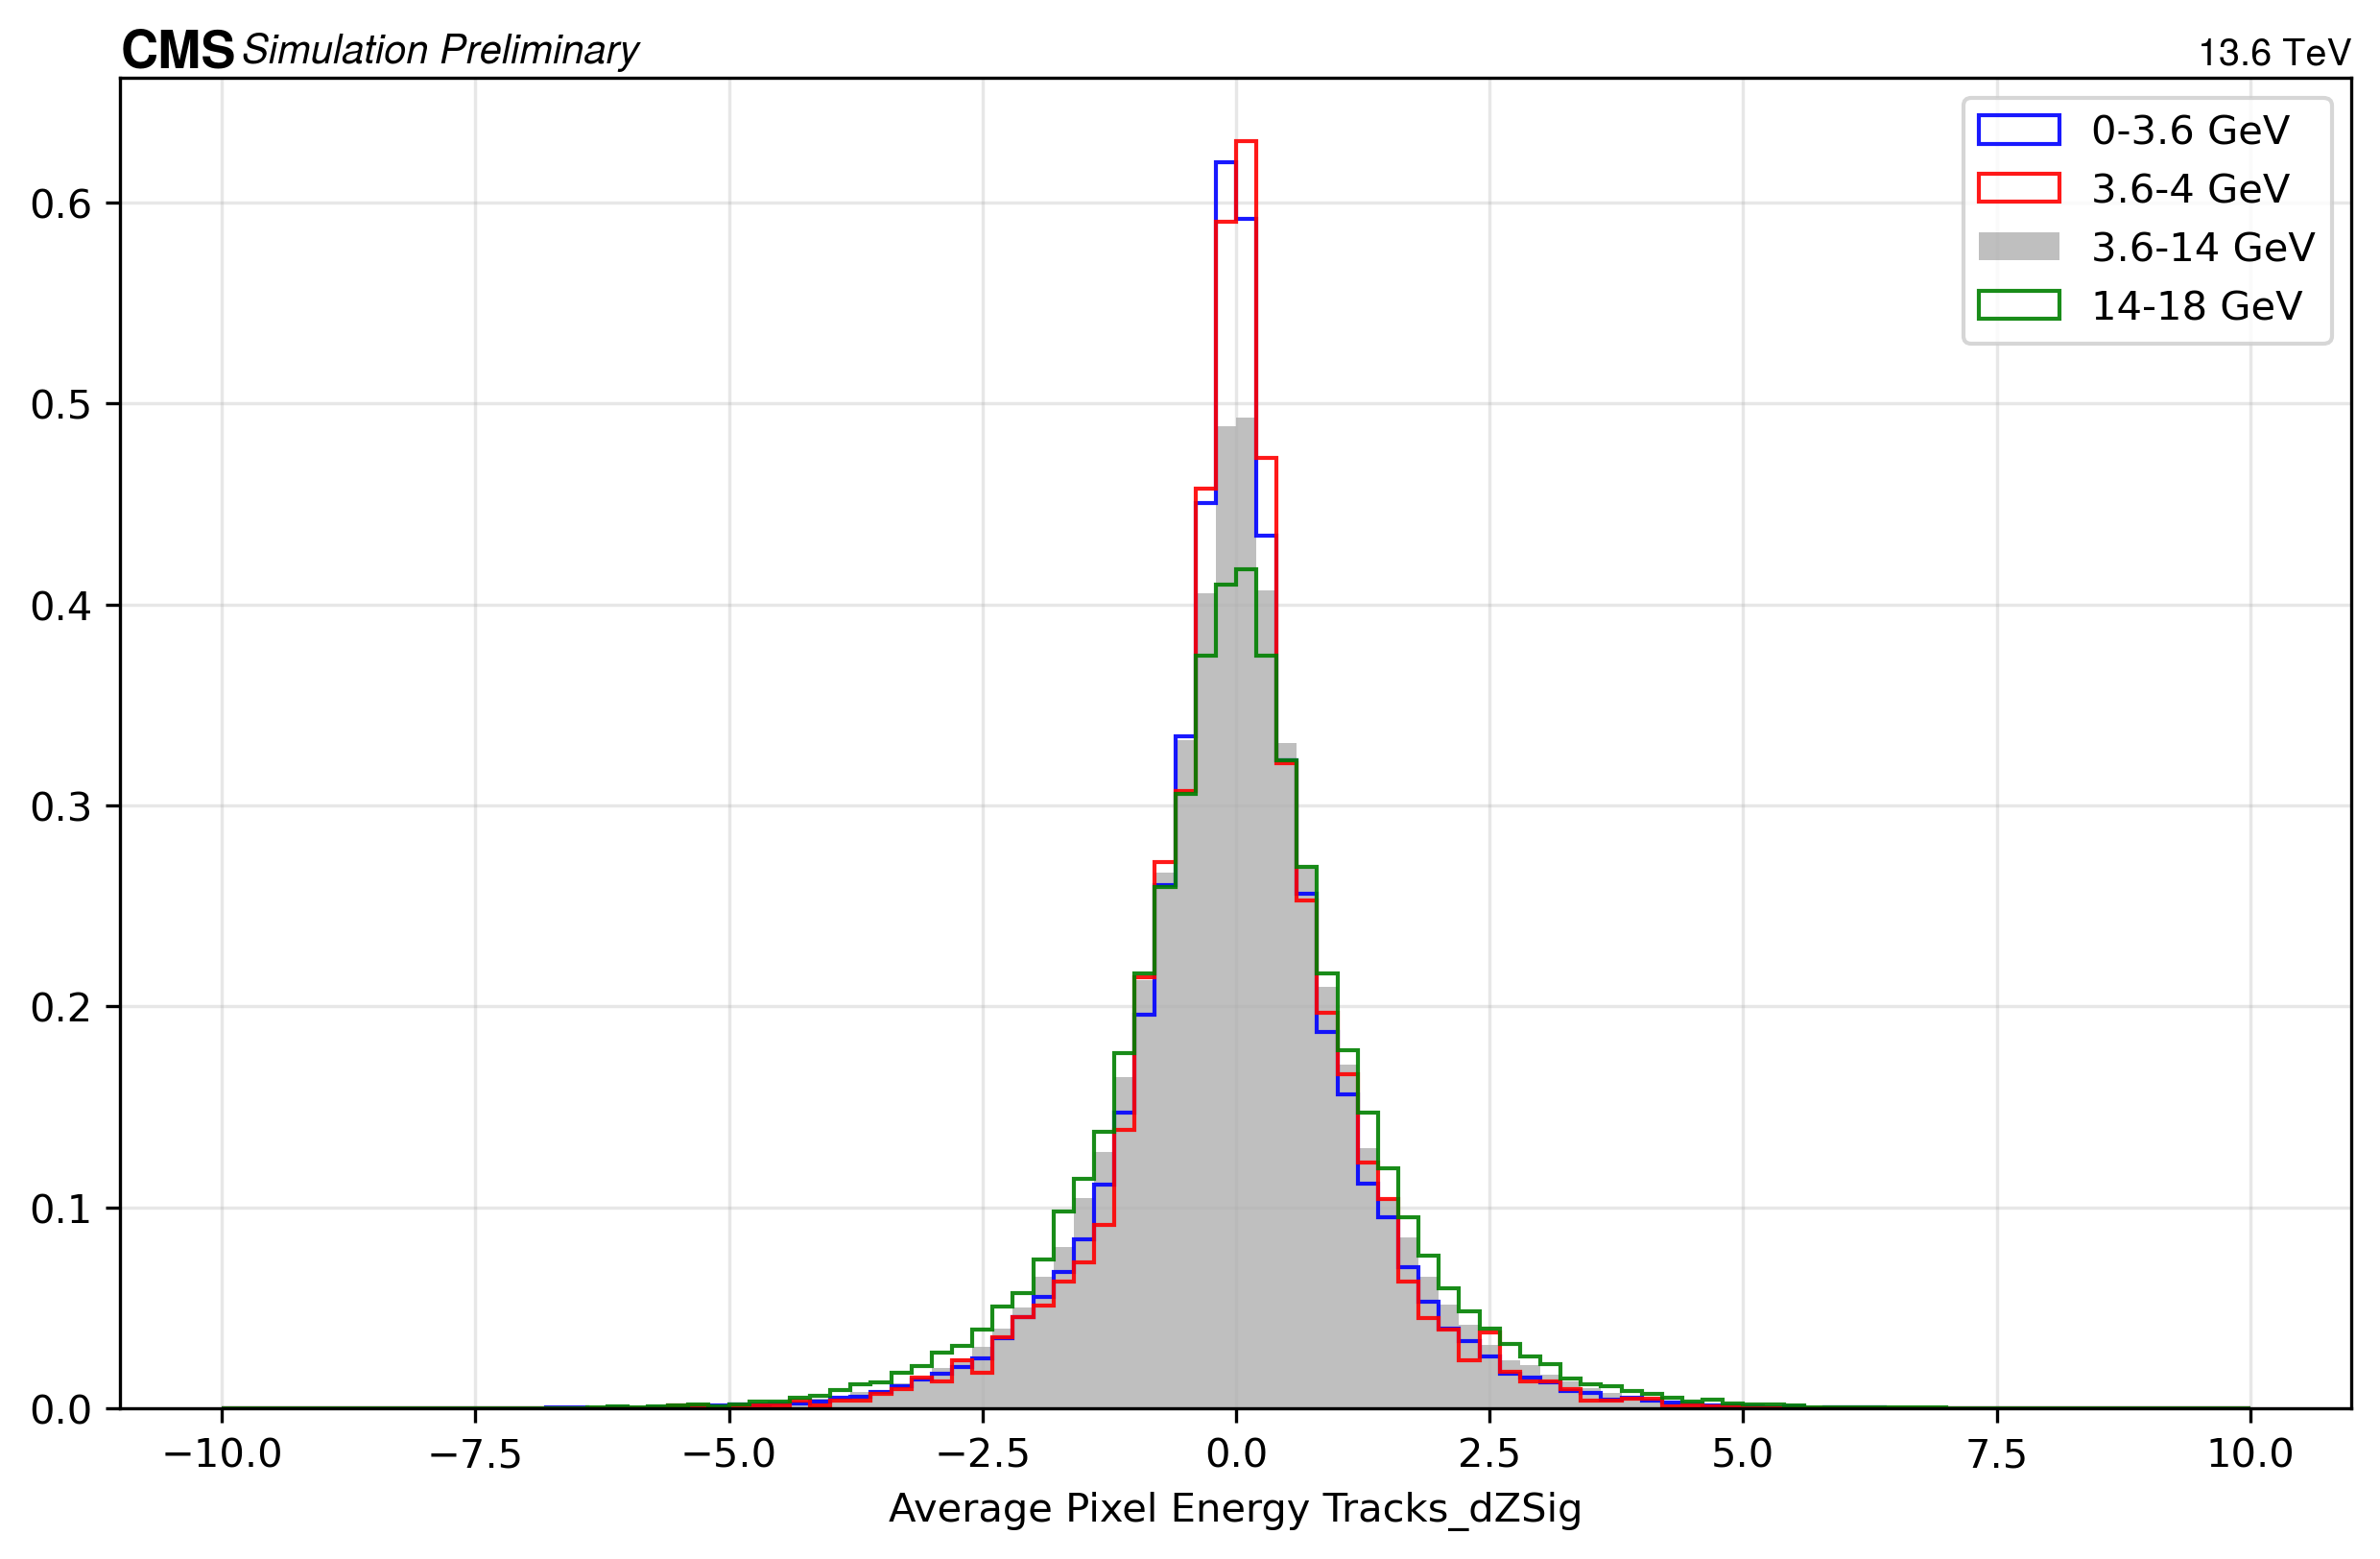 CMS Simulation Preliminary 13.6 TeV
0-3.6 GeV
3.6-4 GeV
3.6-14 GeV
14-18 GeV
0.6
0.5
0.4
0.3
0.2
0.1
0.0
−10.0 −7.5 −5.0 −2.5 0.0 2.5 5.0 7.5 10.0
Average Pixel Energy Tracks_dZSig